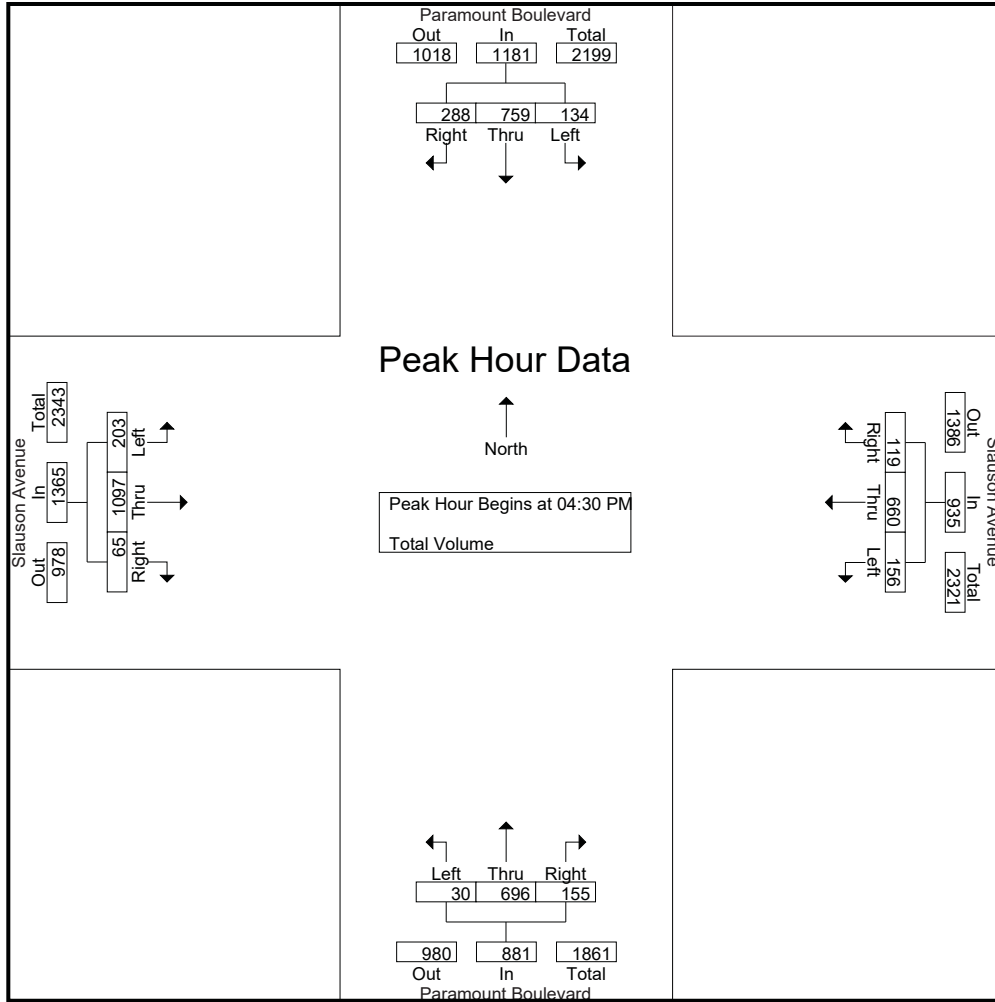 Paramount Boulevard
Out In Total
1018 1181 2199
288 759 134
Right Thru Left
Peak Hour Data
North
Peak Hour Begins at 04:30 PM
Total Volume
Slauson Avenue
Out In Total
978 1365 2343
Right Thru Left
65 1097 203
Slauson Avenue
Out In Total
1386 935 2321
Right Thru Left
119 660 156
Left Thru Right
30 696 155
980 881 1861
Out In Total
Paramount Boulevard